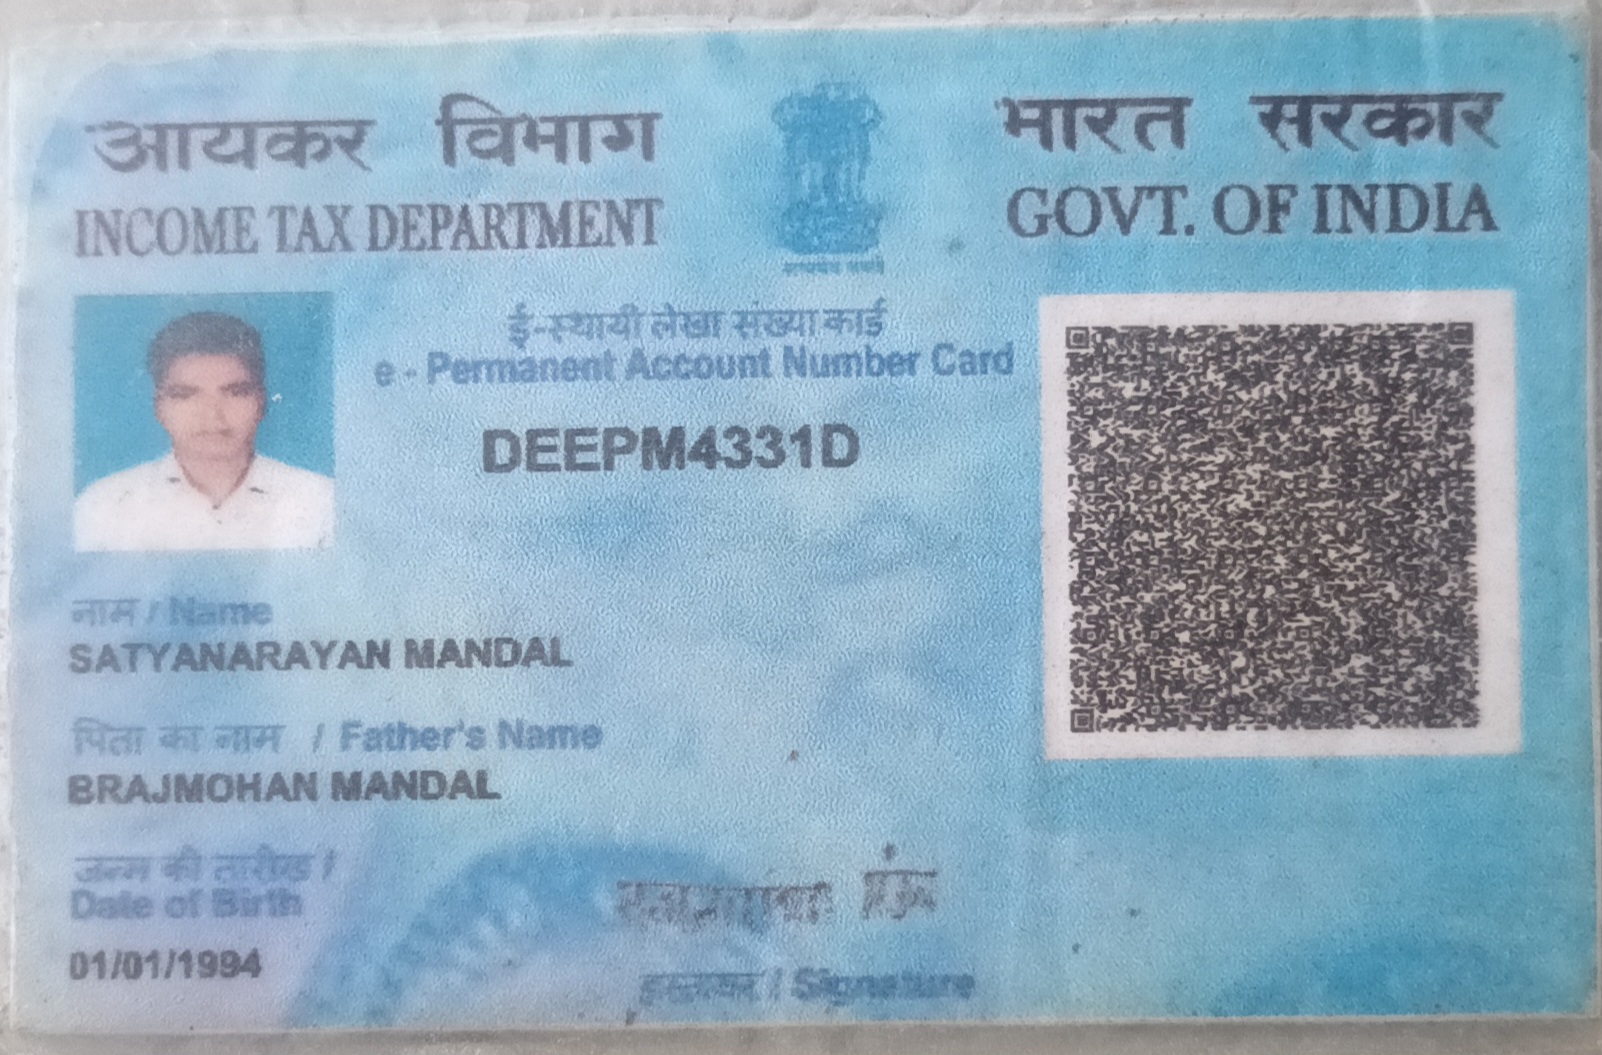 आयकर विभाग
INCOME TAX DEPARTMENT
भारत सरकार
GOVT. OF INDIA
ई-स्थायी लेखा संख्या कार्ड
e - Permanent Account Number Card
DEEPM4331D
नाम / Name
SATYANARAYAN MANDAL
पिता का नाम / Father's Name
BRAJMOHAN MANDAL
जन्म की तारीख /
Date of Birth
01/01/1994
हस्ताक्षर / Signature